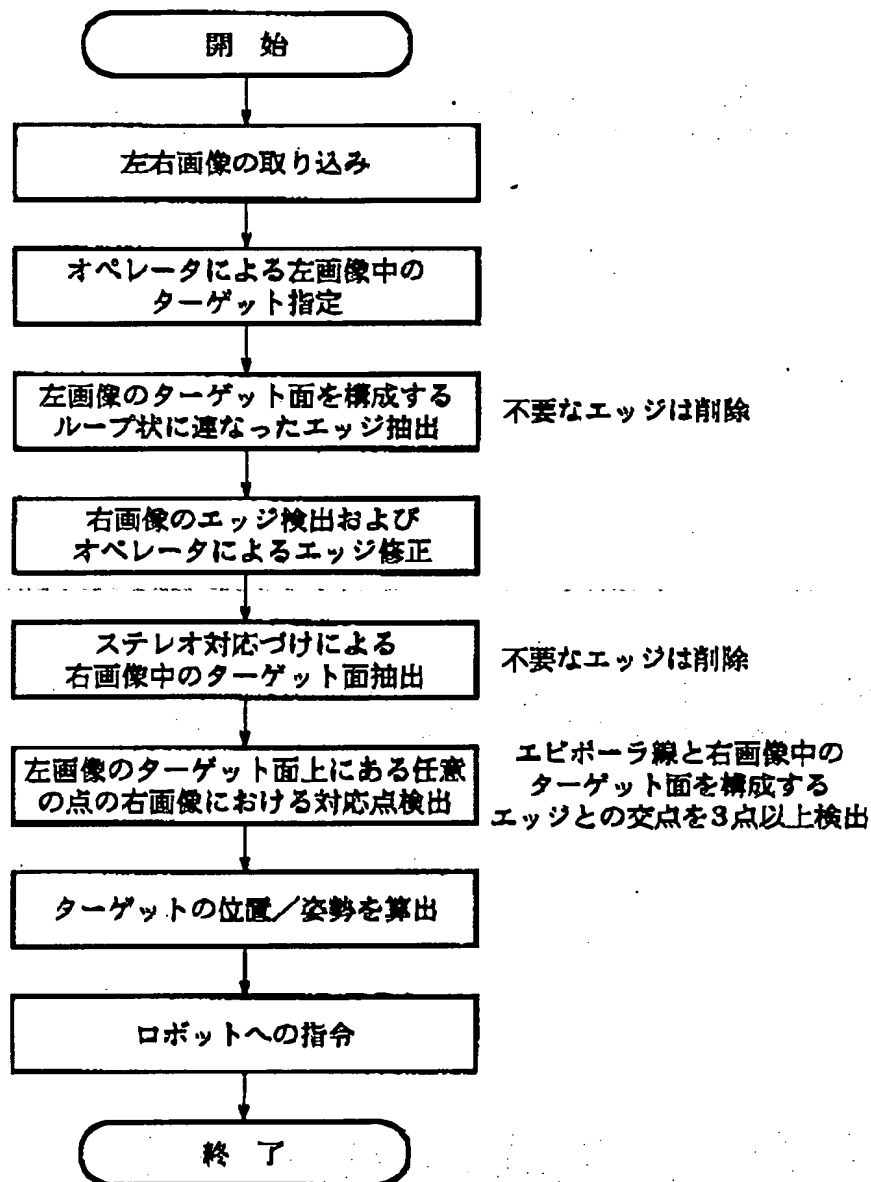 開 始
左右画像の取り込み
オペレータによる左画像中の
ターゲット指定
左画像のターゲット面を構成する
ループ状に連なったエッジ抽出
不要なエッジは削除
右画像のエッジ検出および
オペレータによるエッジ修正
ステレオ対応づけによる
右画像中のターゲット面抽出
不要なエッジは削除
左画像のターゲット面上にある任意
の点の右画像における対応点検出
エピポーラ線と右画像中の
ターゲット面を構成する
エッジとの交点を3点以上検出
ターゲットの位置／姿勢を算出
ロボットへの指令
終 了